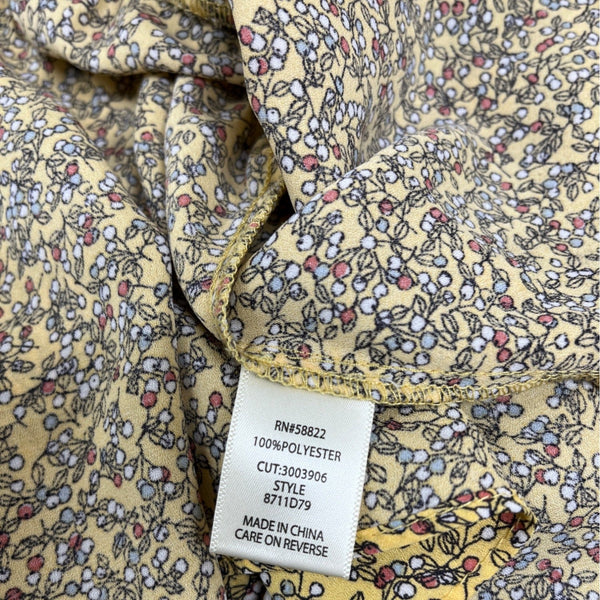 RN#58822
100%POLYESTER
CUT:3003906
STYLE
8711D79
MADE IN CHINA
CARE ON REVERSE